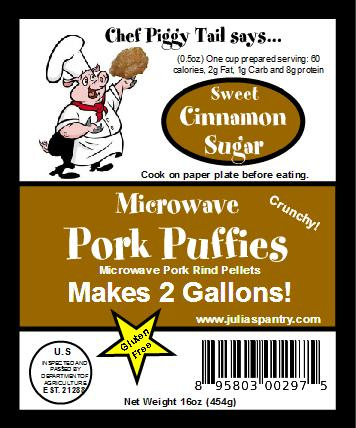 Chef Piggy Tail says...
(0.5oz) One cup prepared serving: 60
calories, 2g Fat, 1g Carb and 8g protein
Sweet
Cinnamon
Sugar
Cook on paper plate before eating.
Microwave
Crunchy!
Pork Puffies
Microwave Pork Rind Pellets
Makes 2 Gallons!
www.juliaspantry.com
Gluten
Free
U.S
INSPECTED AND
PASSED BY
DEPARTMENT OF
AGRICULTURE
EST. 21288
8 95803 00297 5
Net Weight 16oz (454g)